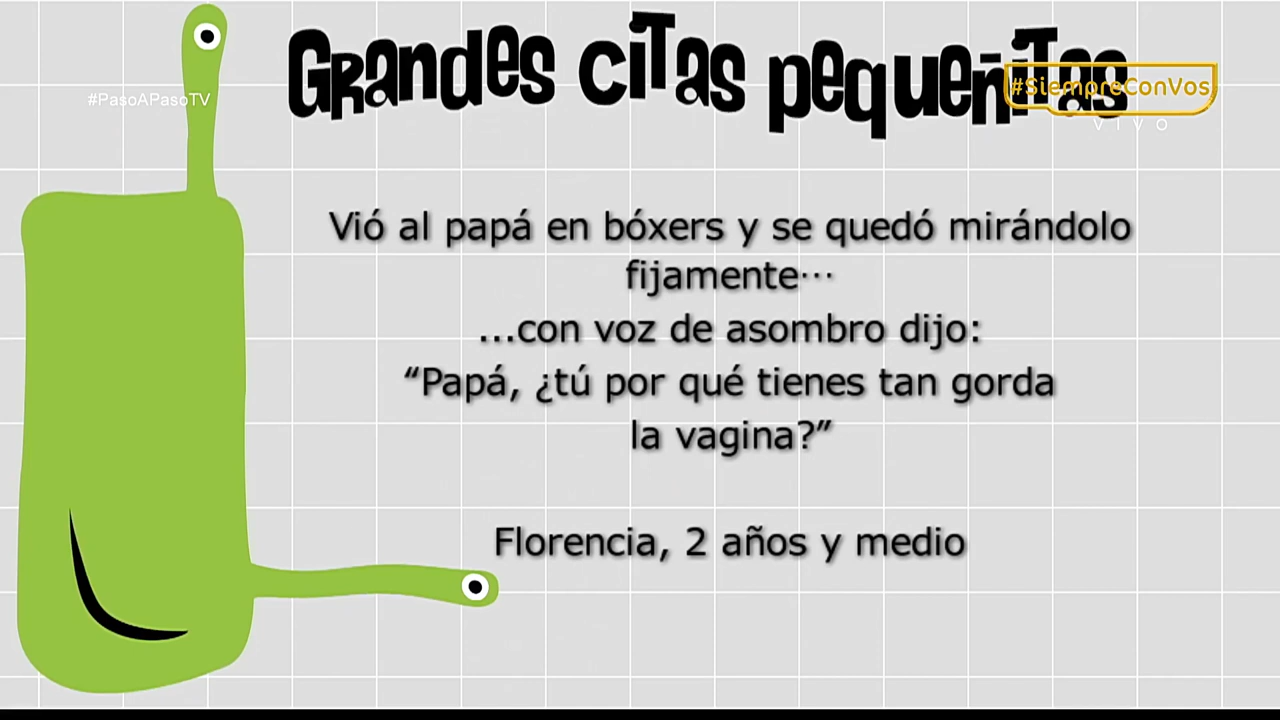 Grandes citas pequeñitas
#PasoAPasoTV
#SiempreConVos
VIVO
Vió al papá en bóxers y se quedó mirándolo
fijamente…
...con voz de asombro dijo:
“Papá, ¿tú por qué tienes tan gorda
la vagina?”
Florencia, 2 años y medio